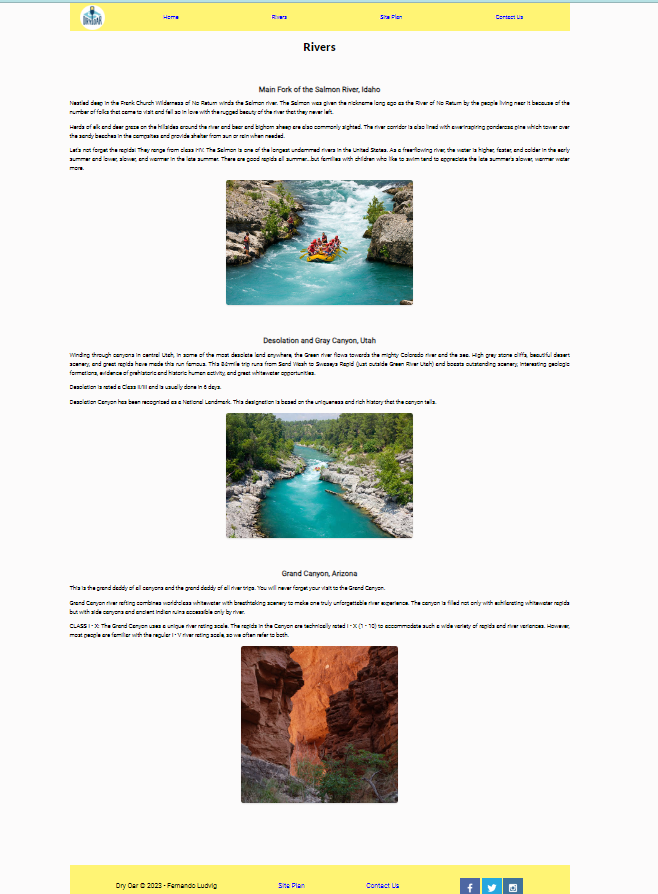 DRY OAR
Home Rivers Site Plan Contact Us
Rivers
Main Fork of the Salmon River, Idaho
Nestled deep in the Frank Church Wilderness of No Return winds the Salmon river. The Salmon was given the nickname long ago as the River of No Return by the people living near it because of the
number of folks that came to visit and fell so in love with the rugged beauty of the river that they never left.
Herds of elk and deer graze on the hillsides around the river and bear and bighorn sheep are also commonly sighted. The river corridor is also lined with awe-inspiring ponderosa pine which tower over
the sandy beaches in the campsites and provide shelter from sun or rain when needed.
Let's not forget the rapids! They range from class I-IV. The Salmon is one of the longest undammed rivers in the United States. As a free-flowing river, the water is higher, faster, and colder in the early
summer and lower, slower, and warmer in the late summer. There are good rapids all summer...but families with children who like to swim tend to appreciate the late summer's slower, warmer water
more.
Desolation and Gray Canyon, Utah
Winding through canyons in central Utah, in some of the most desolate land anywhere, the Green river flows towards the mighty Colorado river and the sea. High gray stone cliffs, beautiful desert
scenery, and great rapids have made this run famous. This 84-mile trip runs from Sand Wash to Swaseys Rapid (just outside Green River Utah) and boasts outstanding scenery, interesting geologic
formations, evidence of prehistoric and historic human activity, and great whitewater opportunities.
Desolation is rated a Class II/III and is usually done in 6 days.
Desolation Canyon has been recognized as a National Landmark. This designation is based on the uniqueness and rich history that the canyon tells.
Grand Canyon, Arizona
This is the grand daddy of all canyons and the grand daddy of all river trips. You will never forget your visit to the Grand Canyon.
Grand Canyon river rafting combines world-class whitewater with breathtaking scenery to make one truly unforgettable river experience. The canyon is filled not only with exhilarating whitewater rapids
but with side canyons and ancient Indian ruins accessible only by river.
CLASS I - X: The Grand Canyon uses a unique river rating scale. The rapids in the Canyon are technically rated I - X (1 - 10) to accommodate such a wide variety of rapids and river variances. However,
most people are familiar with the regular I - V river rating scale, so we often refer to both.
Dry Oar © 2023 - Fernando Ludvig Site Plan Contact Us